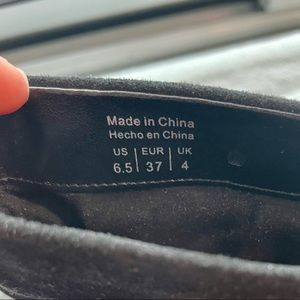 Made in China
Hecho en China
US | EUR | UK
6.5 | 37 | 4